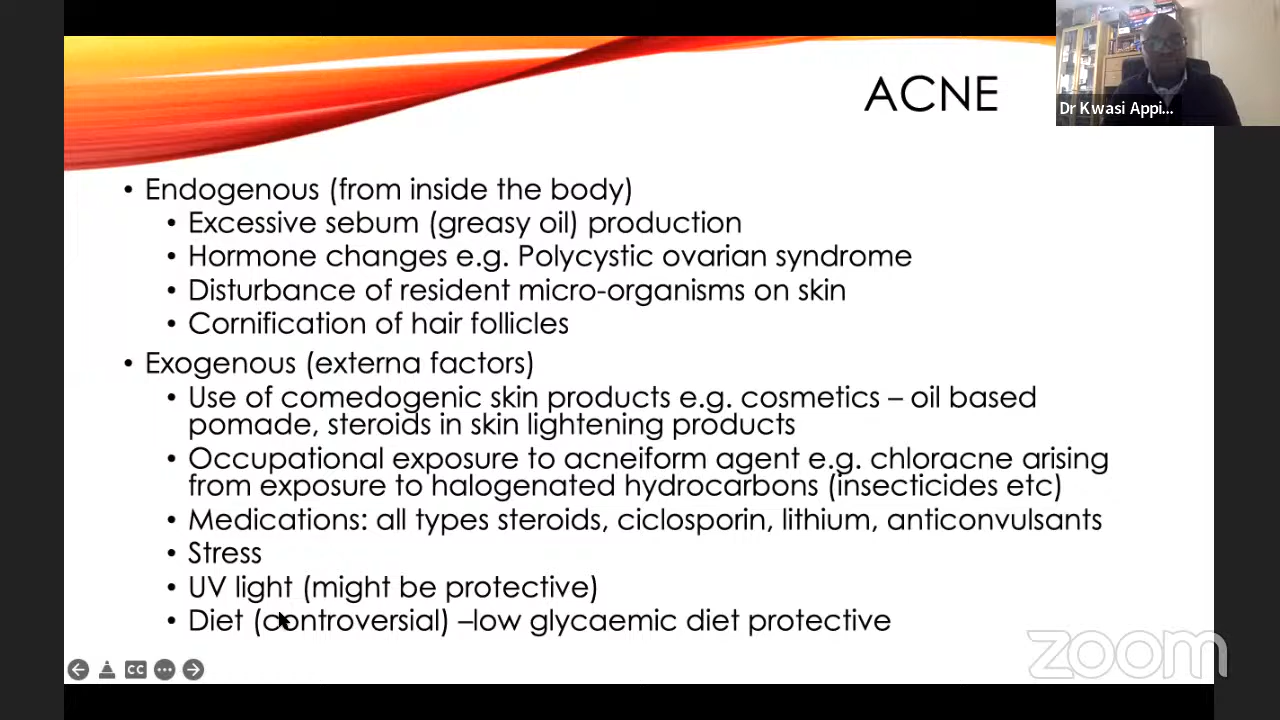 ACNE
Dr Kwasi Appi...
• Endogenous (from inside the body)
• Excessive sebum (greasy oil) production
• Hormone changes e.g. Polycystic ovarian syndrome
• Disturbance of resident micro-organisms on skin
• Cornification of hair follicles
• Exogenous (externa factors)
• Use of comedogenic skin products e.g. cosmetics – oil based
pomade, steroids in skin lightening products
• Occupational exposure to acneiform agent e.g. chloracne arising
from exposure to halogenated hydrocarbons (insecticides etc)
• Medications: all types steroids, ciclosporin, lithium, anticonvulsants
• Stress
• UV light (might be protective)
• Diet (controversial) –low glycaemic diet protective
zoom
CC